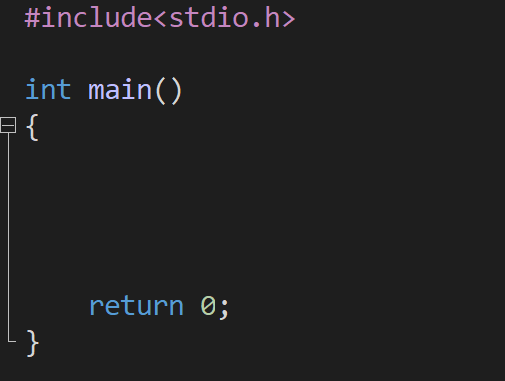 #include<stdio.h>
int main()
{
return 0;
}